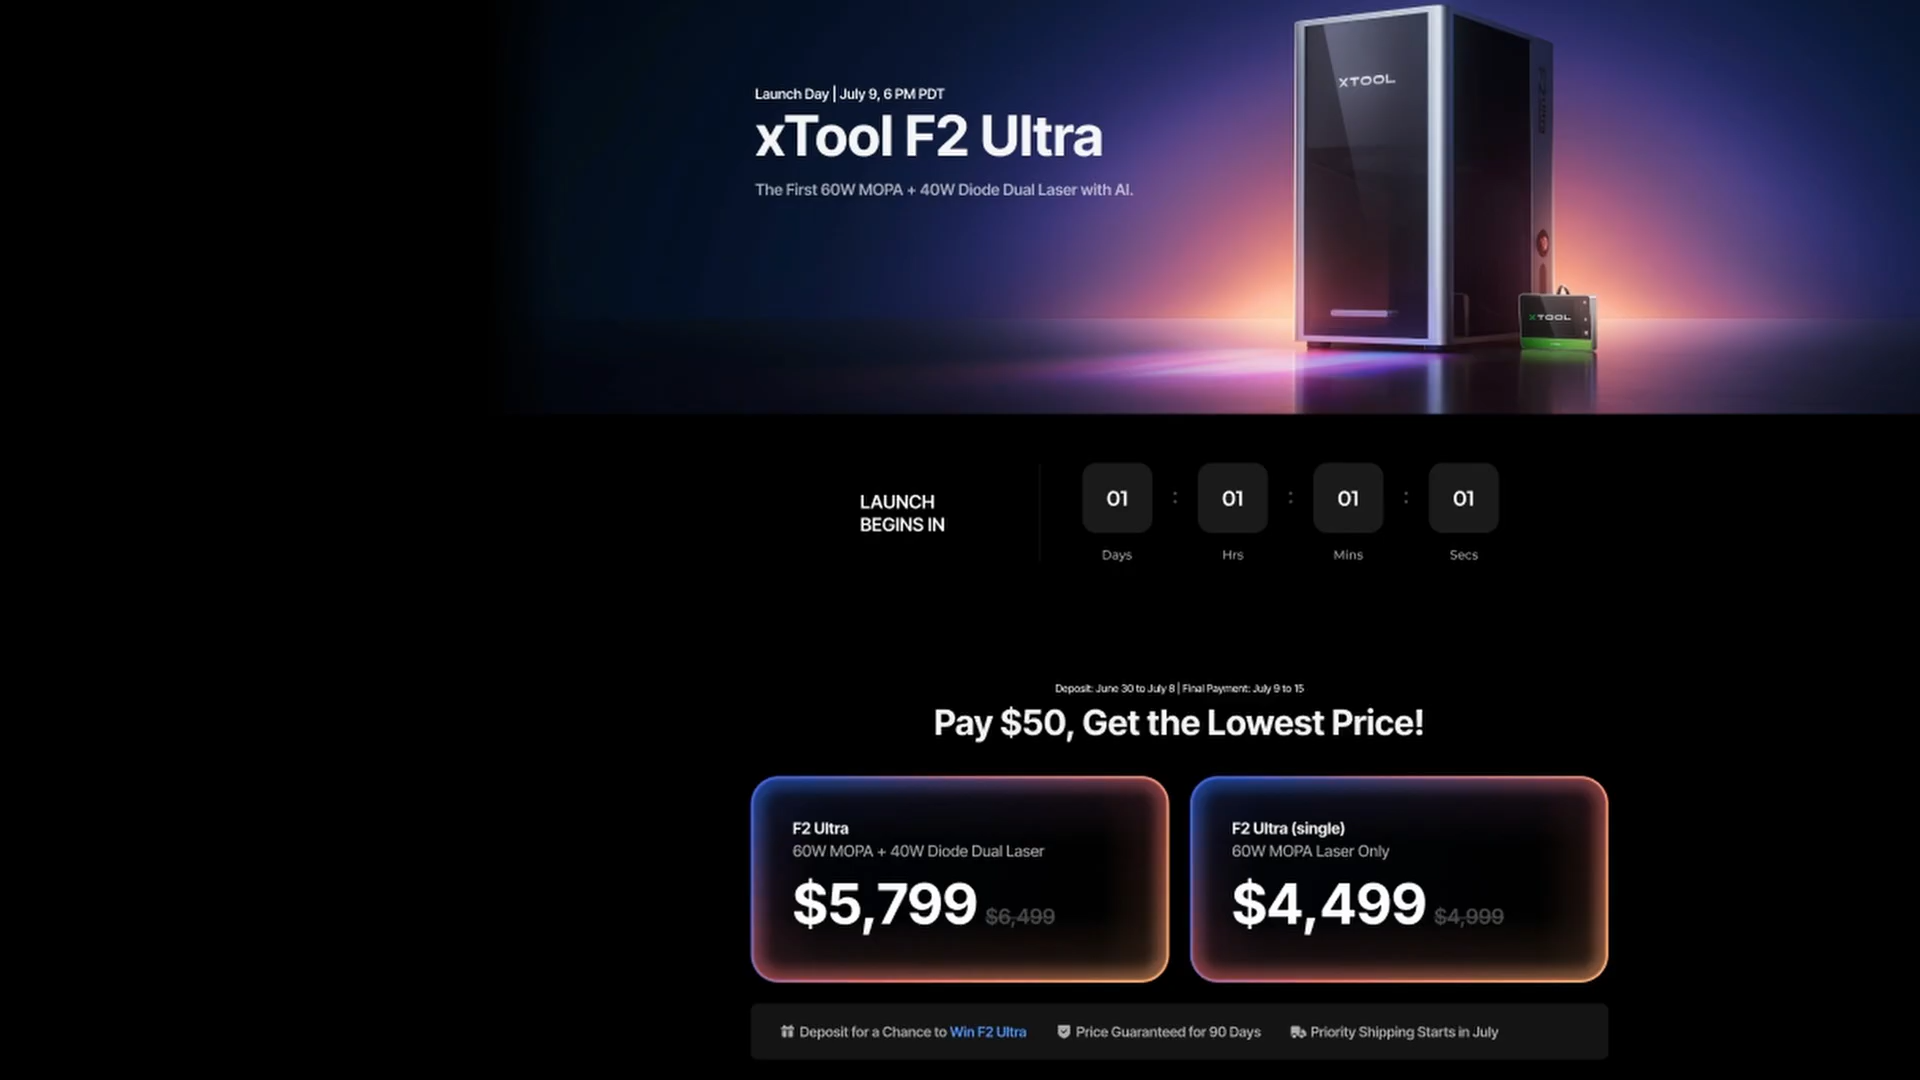 XTOOL
F2 Ultra
Launch Day | July 9, 6 PM PDT
xTool F2 Ultra
The First 60W MOPA + 40W Diode Dual Laser with AI.
XTOOL
LAUNCH
BEGINS IN
01 : 01 : 01 : 01
Days Hrs Mins Secs
Deposit: June 30 to July 8 | Final Payment: July 9 to 15
Pay $50, Get the Lowest Price!
F2 Ultra
60W MOPA + 40W Diode Dual Laser
$5,799 $6,499
F2 Ultra (single)
60W MOPA Laser Only
$4,499 $4,999
Deposit for a Chance to Win F2 Ultra
Price Guaranteed for 90 Days
Priority Shipping Starts in July